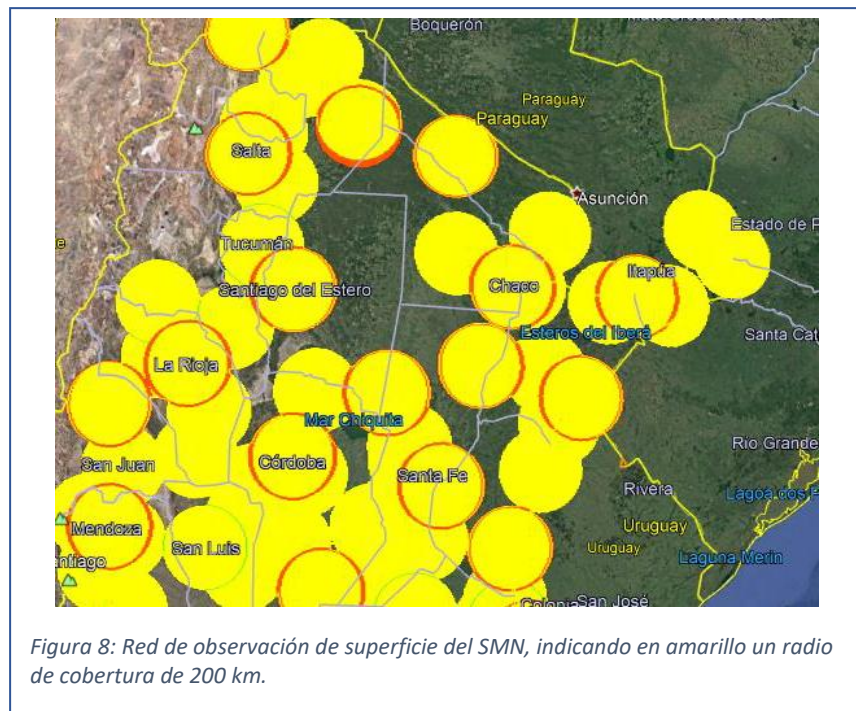 Boquerón
Paraguay
Paraguay
Salta
Asunción
Estado de P
Tucumán
Itapúa
Santiago del Estero
Chaco
Esteros del Iberá
Santa Cat
La Rioja
Mar Chiquita
Rio Grande
San Juan
Córdoba
Santa Fe
Rivera
Lagoa dos P
Mendoza
Uruguay
San Luis
Uruguay
Laguna Merin
ntiago
Colonia
San José
Figura 8: Red de observación de superficie del SMN, indicando en amarillo un radio
de cobertura de 200 km.